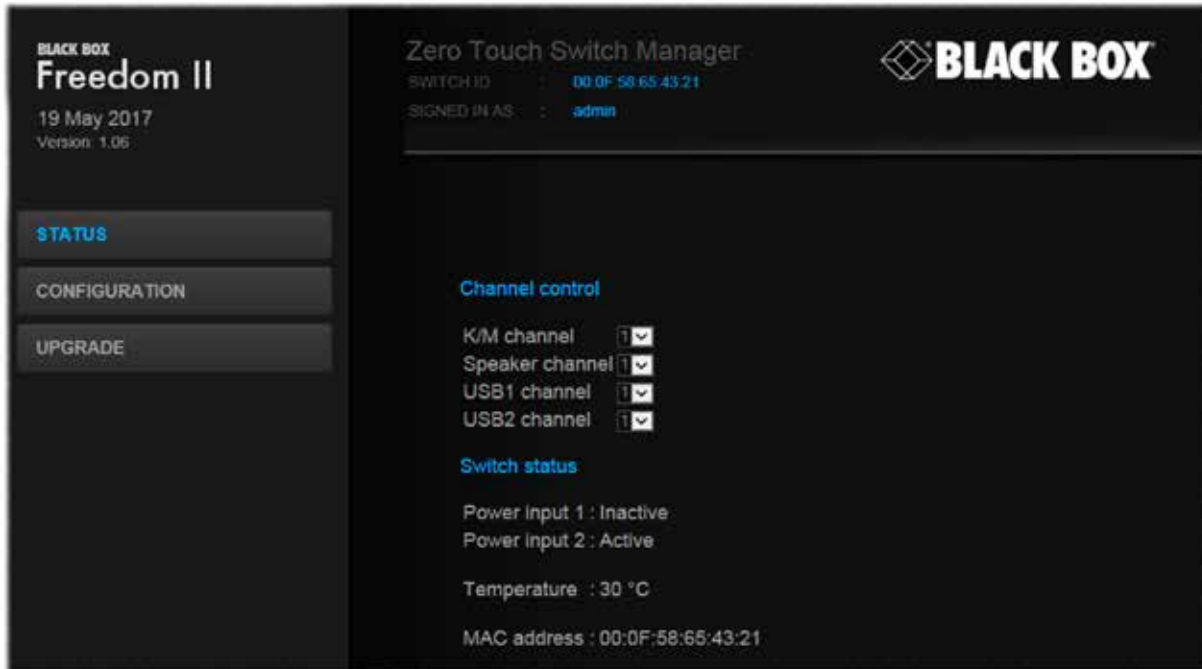 BLACK BOX
Freedom II
19 May 2017
Version: 1.06
STATUS
CONFIGURATION
UPGRADE
Zero Touch Switch Manager
SWITCH ID : 00:0F:58:65:43:21
SIGNED IN AS : admin
BLACK BOX
Channel control
K/M channel 1
Speaker channel 1
USB1 channel 1
USB2 channel 1
Switch status
Power input 1 : Inactive
Power input 2 : Active
Temperature : 30 °C
MAC address : 00:0F:58:65:43:21